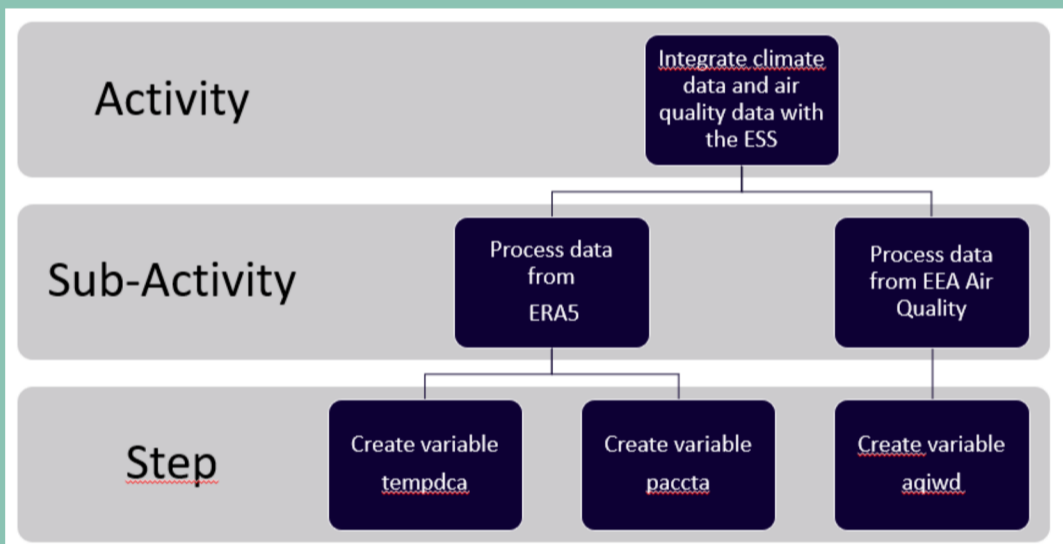 Activity
Integrate climate
data and air
quality data with
the ESS
Sub-Activity
Process data
from
ERA5
Process data
from EEA Air
Quality
Step
Create variable
tempdca
Create variable
paccta
Create variable
aqiwd